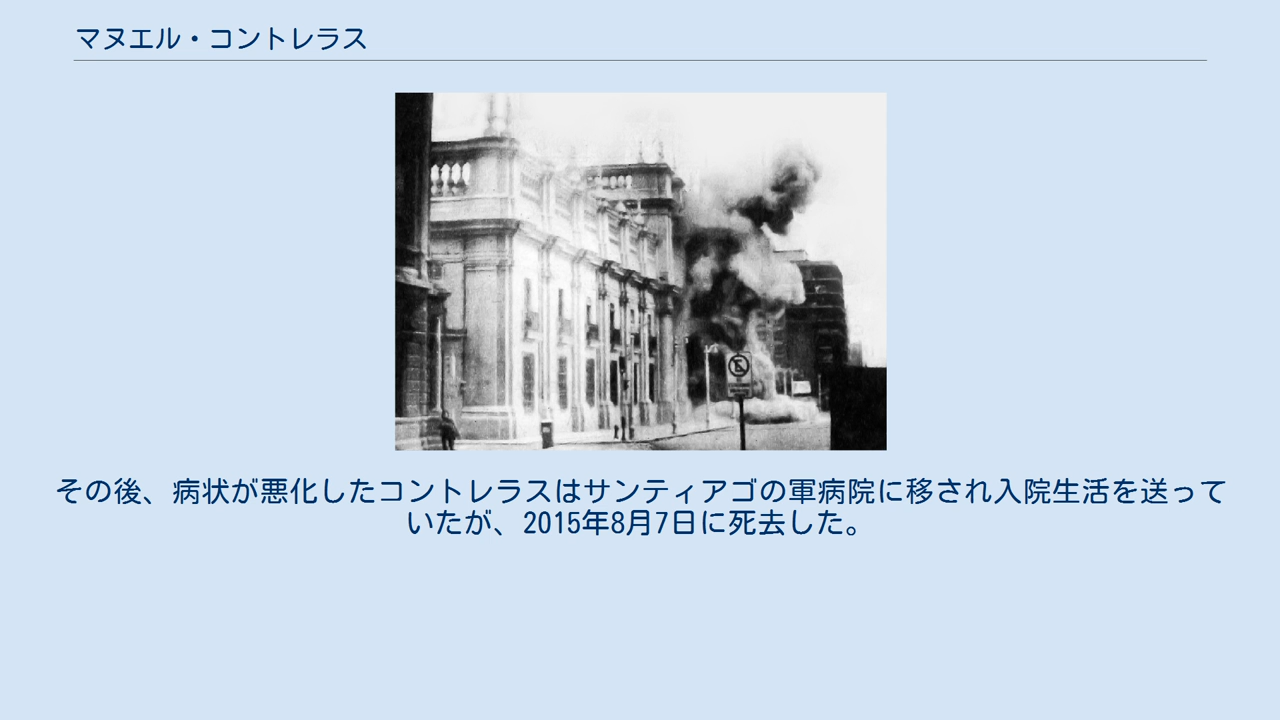 マヌエル・コントレラス
その後、病状が悪化したコントレラスはサンティアゴの軍病院に移され入院生活を送って
いたが、2015年8月7日に死去した。